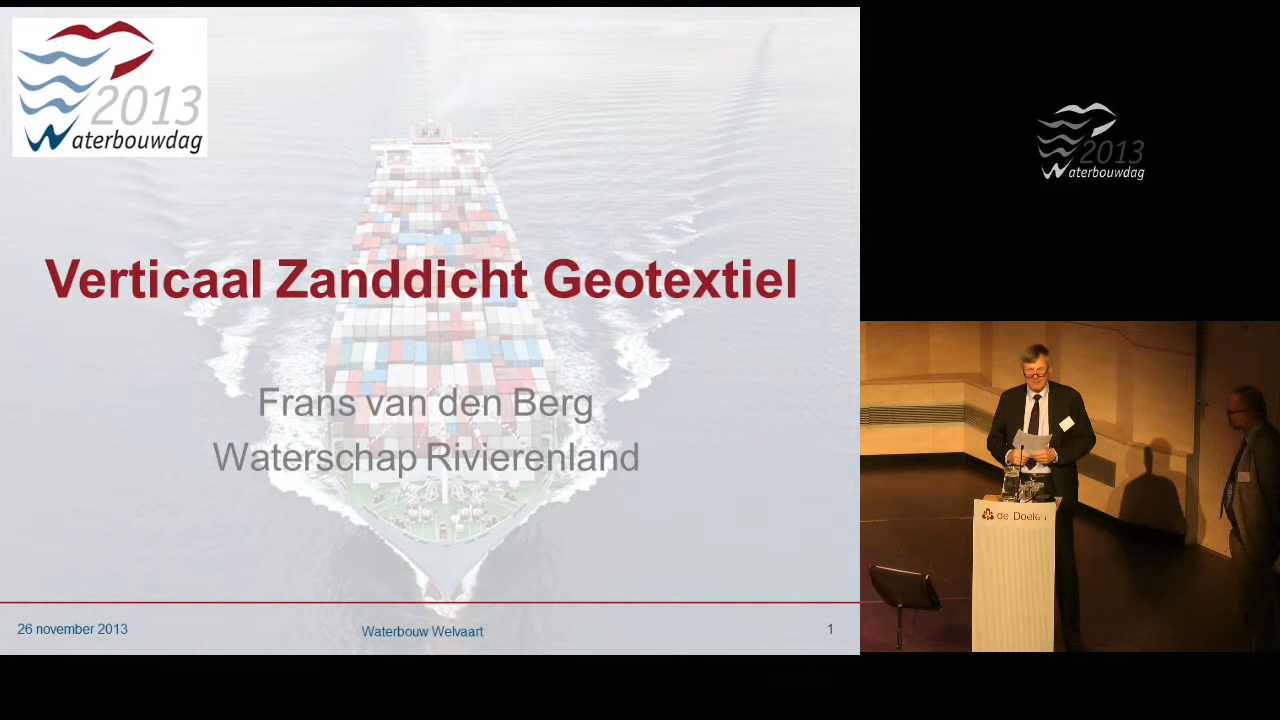 2013
Waterbouwdag
Verticaal Zanddicht Geotextiel
Frans van den Berg
Waterschap Rivierenland
26 november 2013
Waterbouw Welvaart
1
2013
Waterbouwdag
de Doelen